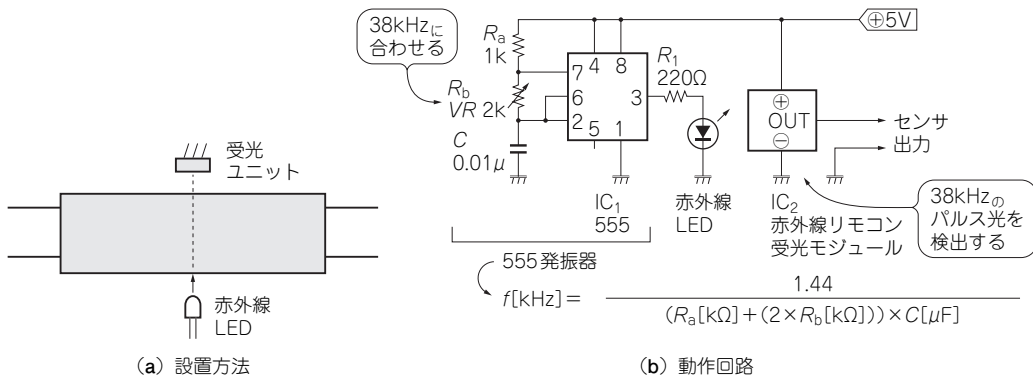 受光
ユニット
赤外線
LED
(a) 設置方法
38kHzに
合わせる
Ra
1k
Rb
VR 2k
C
0.01μ
7
6
2
4
8
3
5
1
IC1
555
R1
220Ω
赤外線
LED
⊕5V
⊕
OUT
⊖
センサ
出力
IC2
赤外線リモコン
受光モジュール
38kHzの
パルス光を
検出する
555発振器
f[kHz]=
1.44
(Ra[kΩ]+(2×Rb[kΩ]))×C[μF]
(b) 動作回路